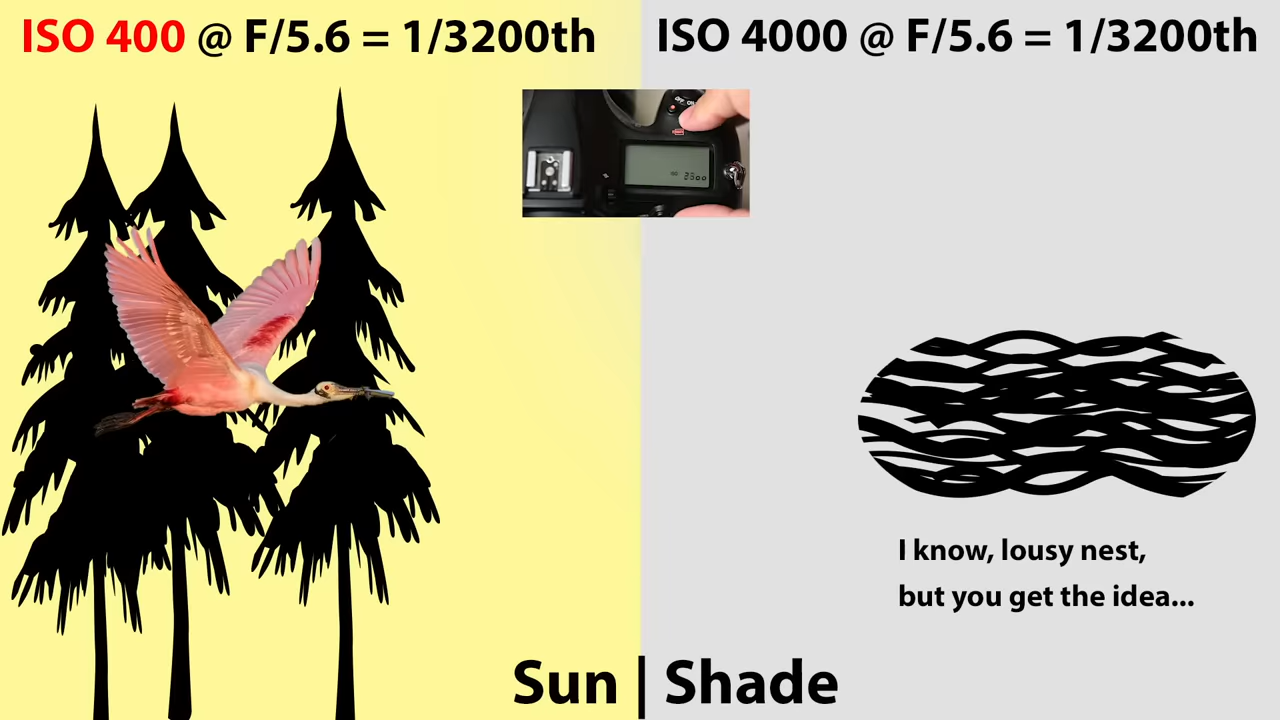 ISO 400 @ F/5.6 = 1/3200th
ISO 4000 @ F/5.6 = 1/3200th
I know, lousy nest,
but you get the idea...
Sun | Shade